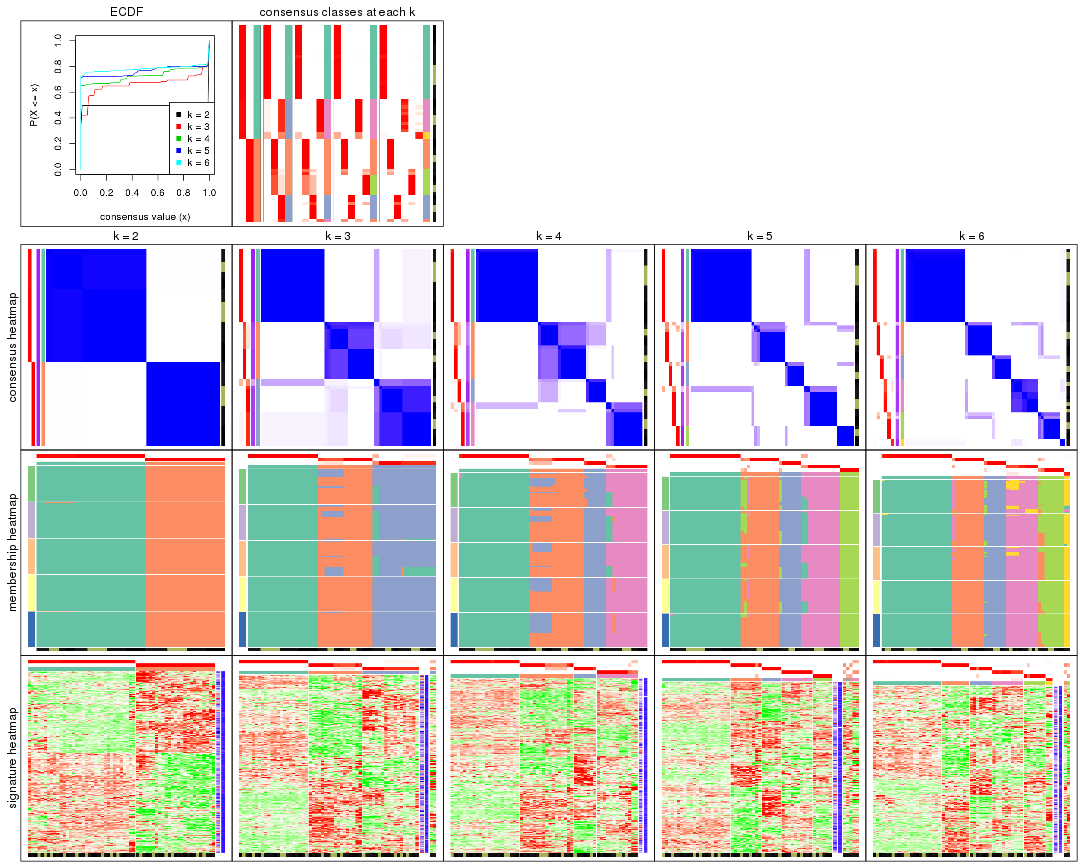 ECDF
consensus classes at each k
P(X <= x)
0.0
0.2
0.4
0.6
0.8
1.0
k = 2
k = 3
k = 4
k = 5
k = 6
0.0 0.2 0.4 0.6 0.8 1.0
consensus value (x)
k = 2
k = 3
k = 4
k = 5
k = 6
consensus heatmap
membership heatmap
signature heatmap